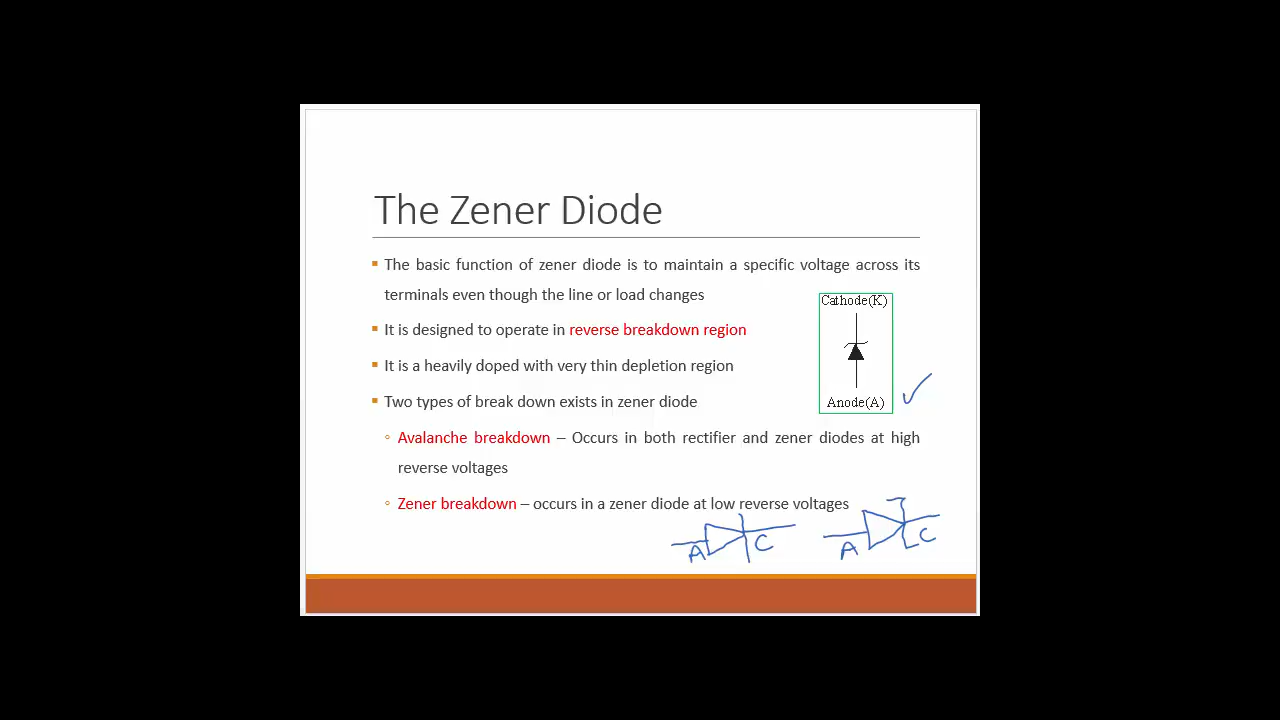 The Zener Diode
▪ The basic function of zener diode is to maintain a specific voltage across its
terminals even though the line or load changes
Cathode(K)
▪ It is designed to operate in reverse breakdown region
▪ It is a heavily doped with very thin depletion region
▪ Two types of break down exists in zener diode
Anode(A)
◦ Avalanche breakdown – Occurs in both rectifier and zener diodes at high
reverse voltages
◦ Zener breakdown – occurs in a zener diode at low reverse voltages
A C A C